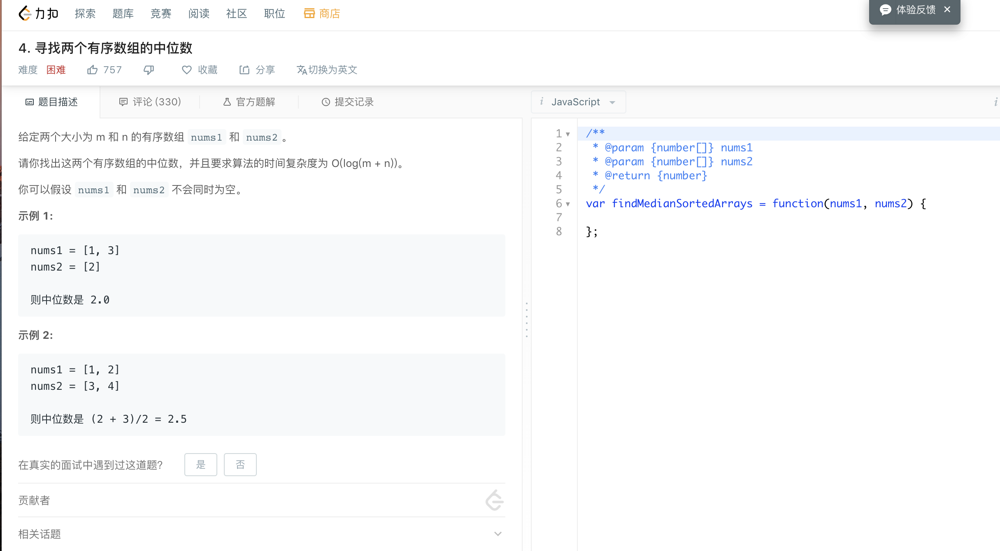 力扣 探索 题库 竞赛 阅读 社区 职位 商店
体验反馈 ×
4. 寻找两个有序数组的中位数
难度 困难 757 收藏 分享 切换为英文
题目描述 评论 (330) 官方题解 提交记录
给定两个大小为 m 和 n 的有序数组 nums1 和 nums2 。
请你找出这两个有序数组的中位数，并且要求算法的时间复杂度为 O(log(m + n))。
你可以假设 nums1 和 nums2 不会同时为空。
示例 1:
nums1 = [1, 3]
nums2 = [2]
则中位数是 2.0
示例 2:
nums1 = [1, 2]
nums2 = [3, 4]
则中位数是 (2 + 3)/2 = 2.5
在真实的面试中遇到过这道题? 是 否
贡献者
相关话题
i JavaScript i
1 /**
2 * @param {number[]} nums1
3 * @param {number[]} nums2
4 * @return {number}
5 */
6 var findMedianSortedArrays = function(nums1, nums2) {
7
8 };